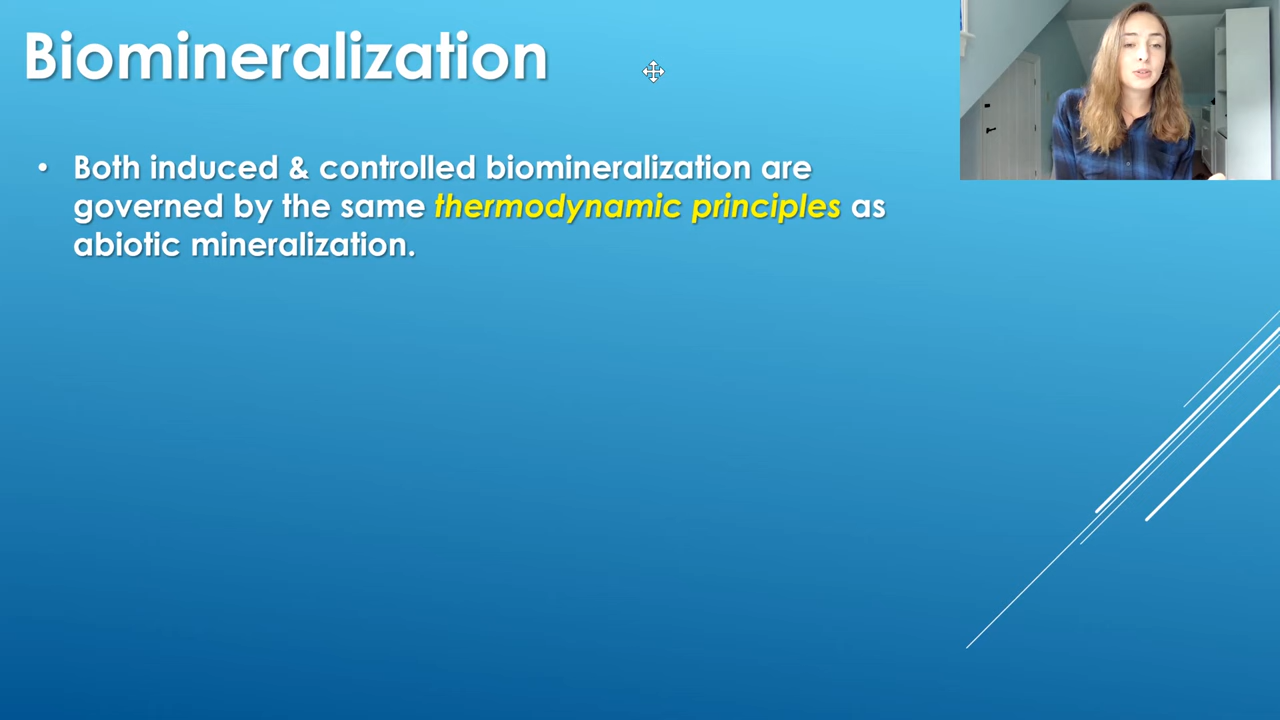 Biomineralization
• Both induced & controlled biomineralization are
governed by the same thermodynamic principles as
abiotic mineralization.